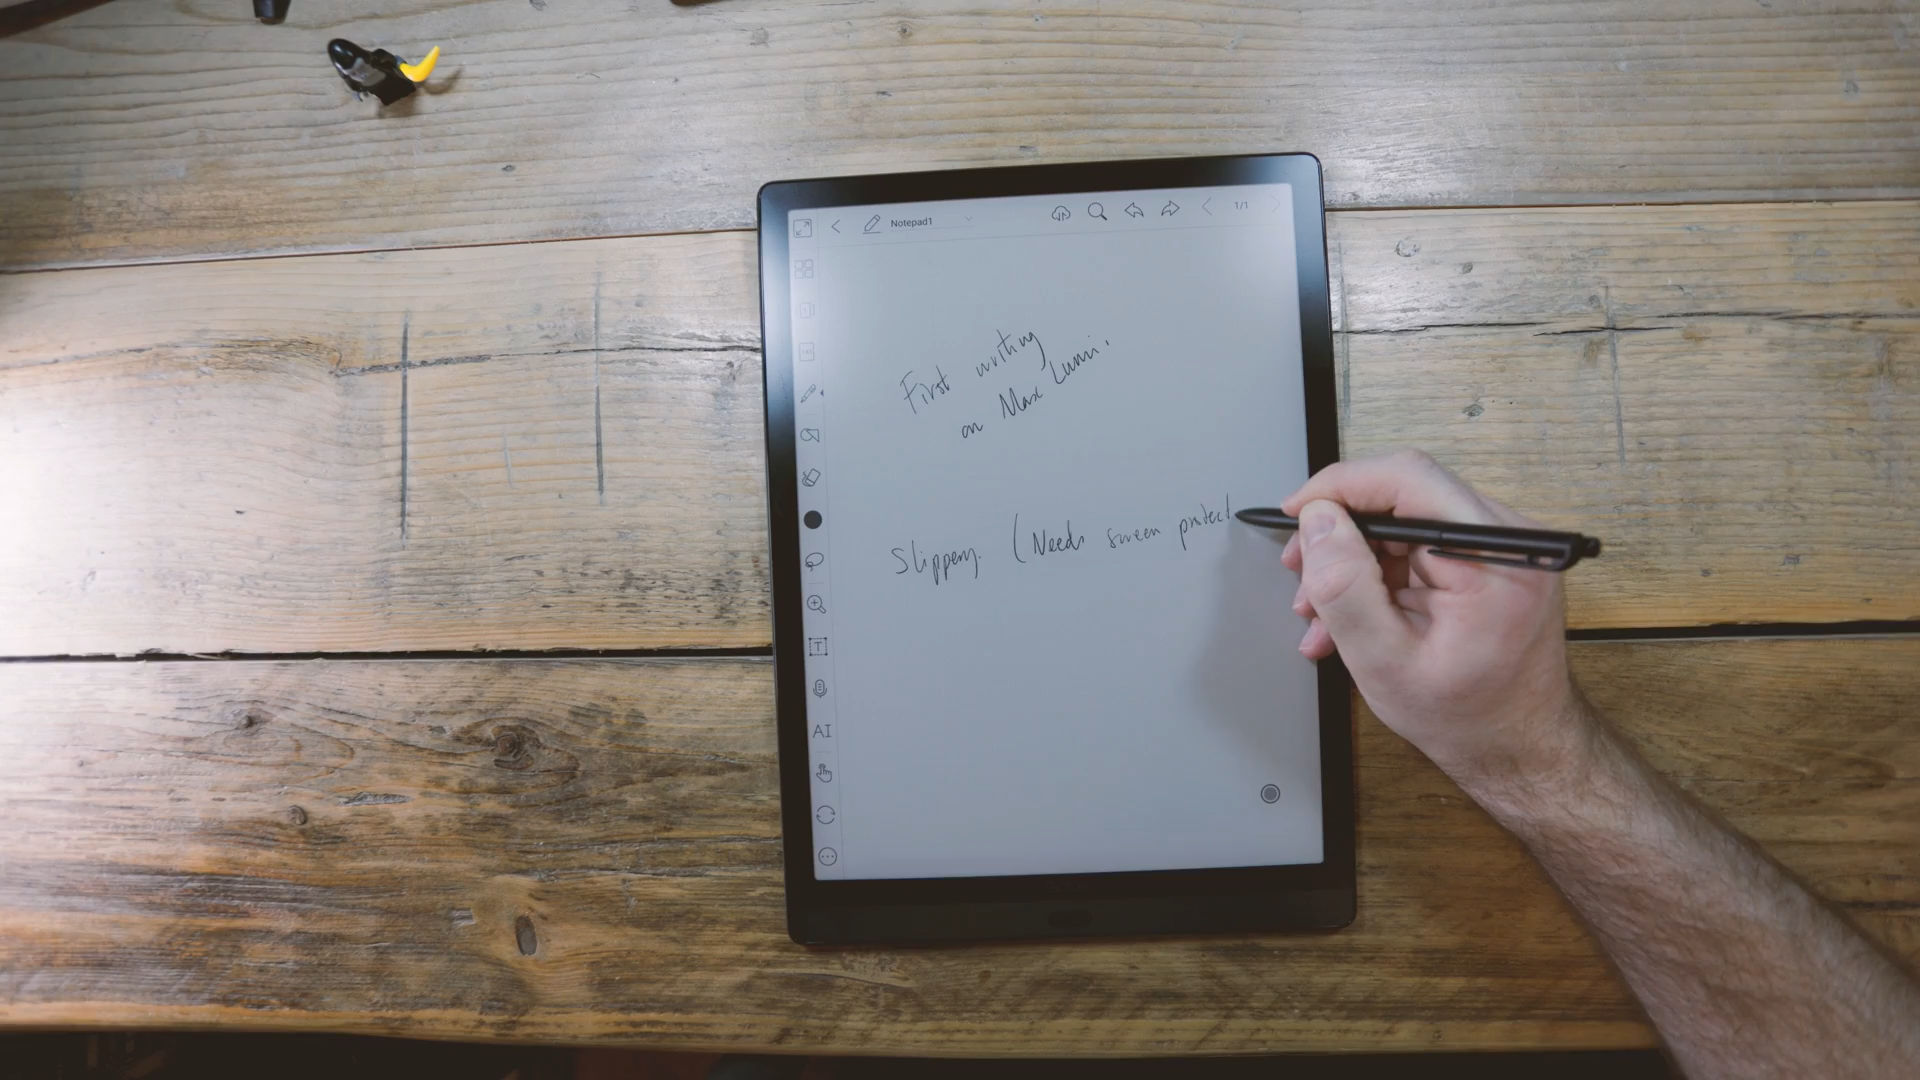 Notepad1
1/1
First writing
on Max Lumi.
Slippery. (Needs screen protect
T
AI